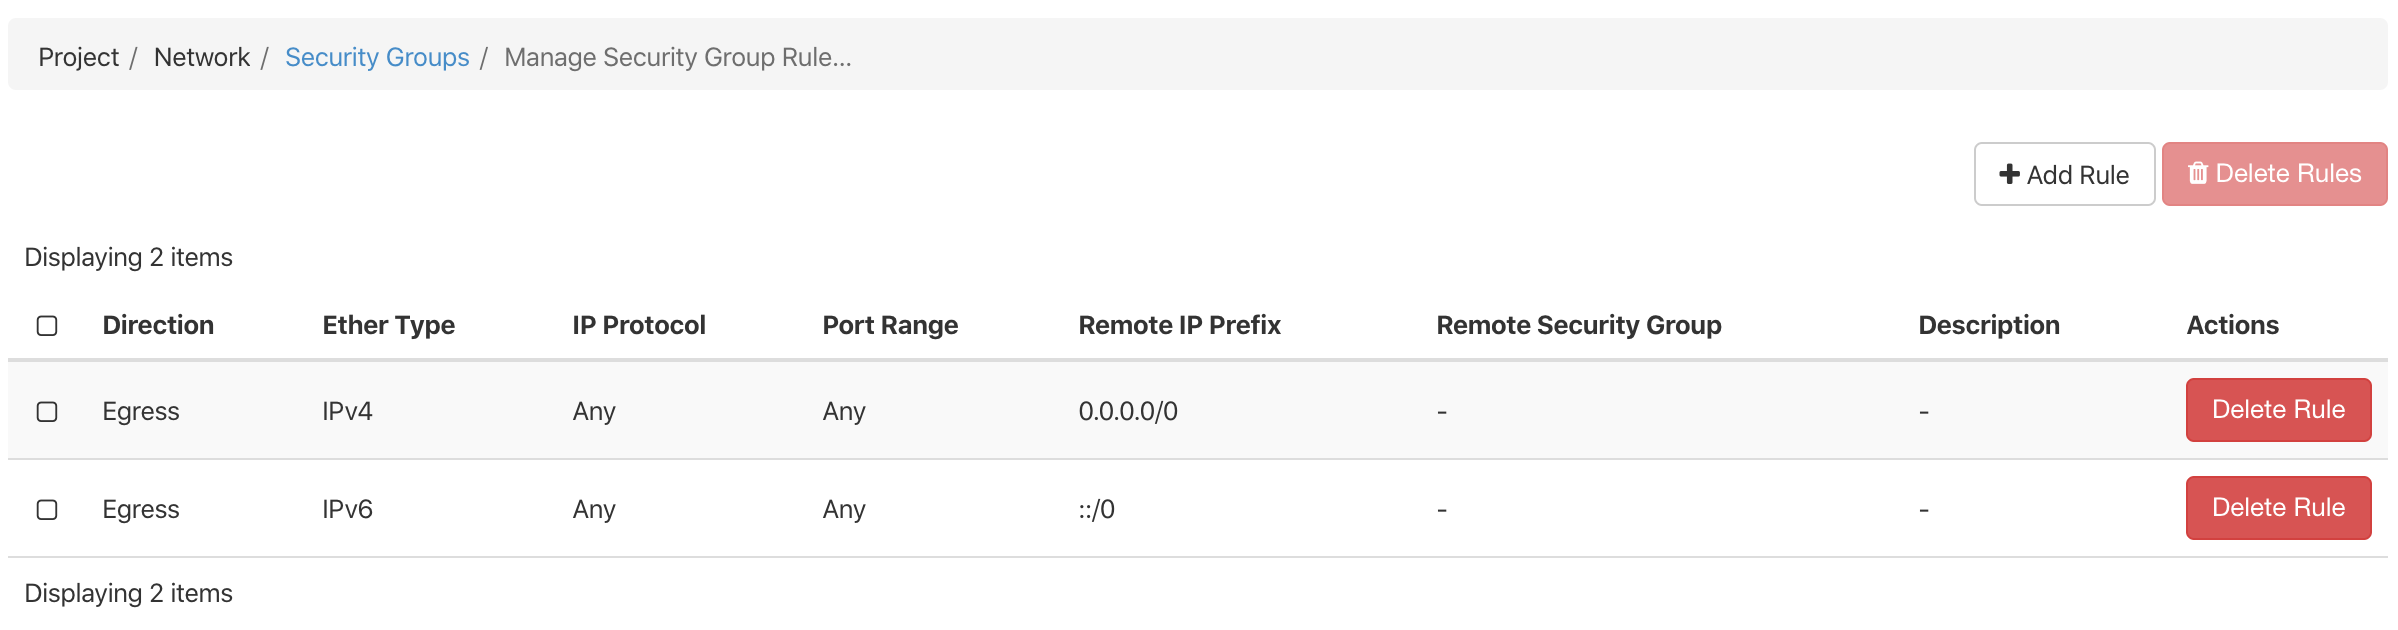 Project / Network / Security Groups / Manage Security Group Rule...
Add Rule Delete Rules
Displaying 2 items
Direction Ether Type IP Protocol Port Range Remote IP Prefix Remote Security Group Description Actions
Egress IPv4 Any Any 0.0.0.0/0 - - Delete Rule
Egress IPv6 Any Any ::/0 - - Delete Rule
Displaying 2 items